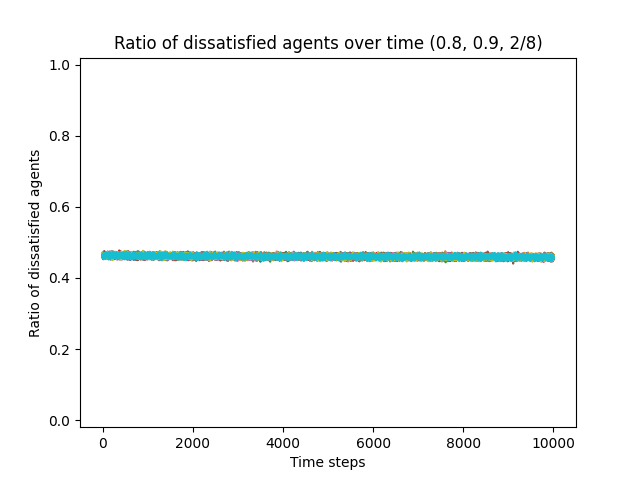 Ratio of dissatisfied agents over time (0.8, 0.9, 2/8)
1.0
0.8
0.6
0.4
0.2
0.0
Ratio of dissatisfied agents
0 2000 4000 6000 8000 10000
Time steps